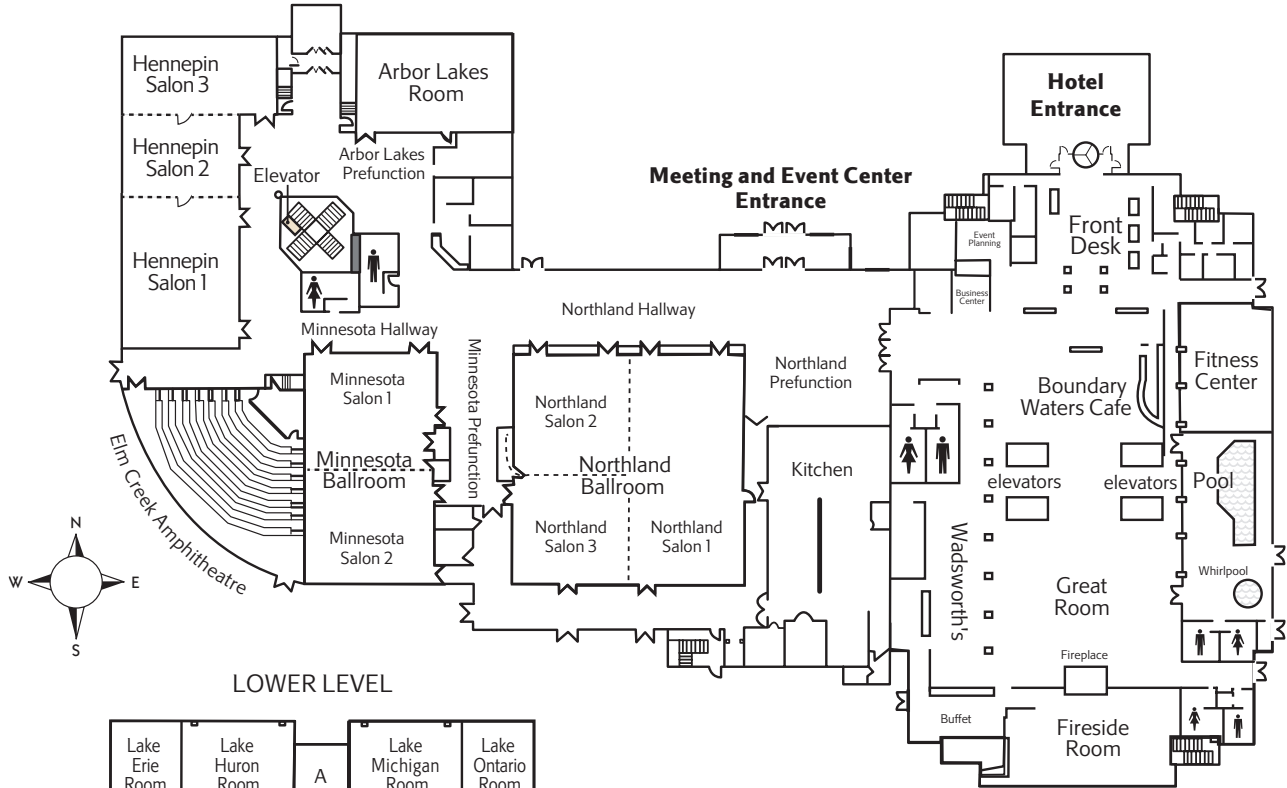 Hennepin
Salon 3
Arbor Lakes
Room
Hotel
Entrance
Hennepin
Salon 2
Arbor Lakes
Prefunction
Elevator
Meeting and Event Center
Entrance
Front
Desk
Event
Planning
Hennepin
Salon 1
Business
Center
Northland Hallway
Minnesota Hallway
Minnesota Prefunction
Northland
Prefunction
Fitness
Center
Minnesota
Salon 1
Boundary
Waters Cafe
Northland
Salon 2
Elm Creek Amphitheatre
Minnesota
Ballroom
Northland
Ballroom
Kitchen
elevators
elevators
Pool
Minnesota
Salon 2
Northland
Salon 3
Northland
Salon 1
Wadsworth's
Whirlpool
Great
Room
N
W
E
S
Fireplace
LOWER LEVEL
Buffet
Fireside
Room
Lake
Erie
Room
Lake
Huron
Room
A
Lake
Michigan
Room
Lake
Ontario
Room